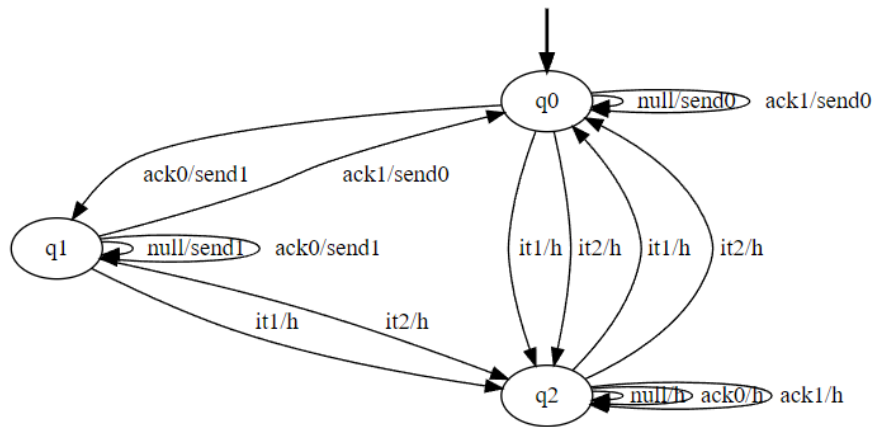 q0
null/send0 ack1/send0
ack0/send1 ack1/send0
q1
null/send1 ack0/send1
it1/h it2/h it1/h it2/h
it1/h it2/h
q2
null/h ack0/h ack1/h